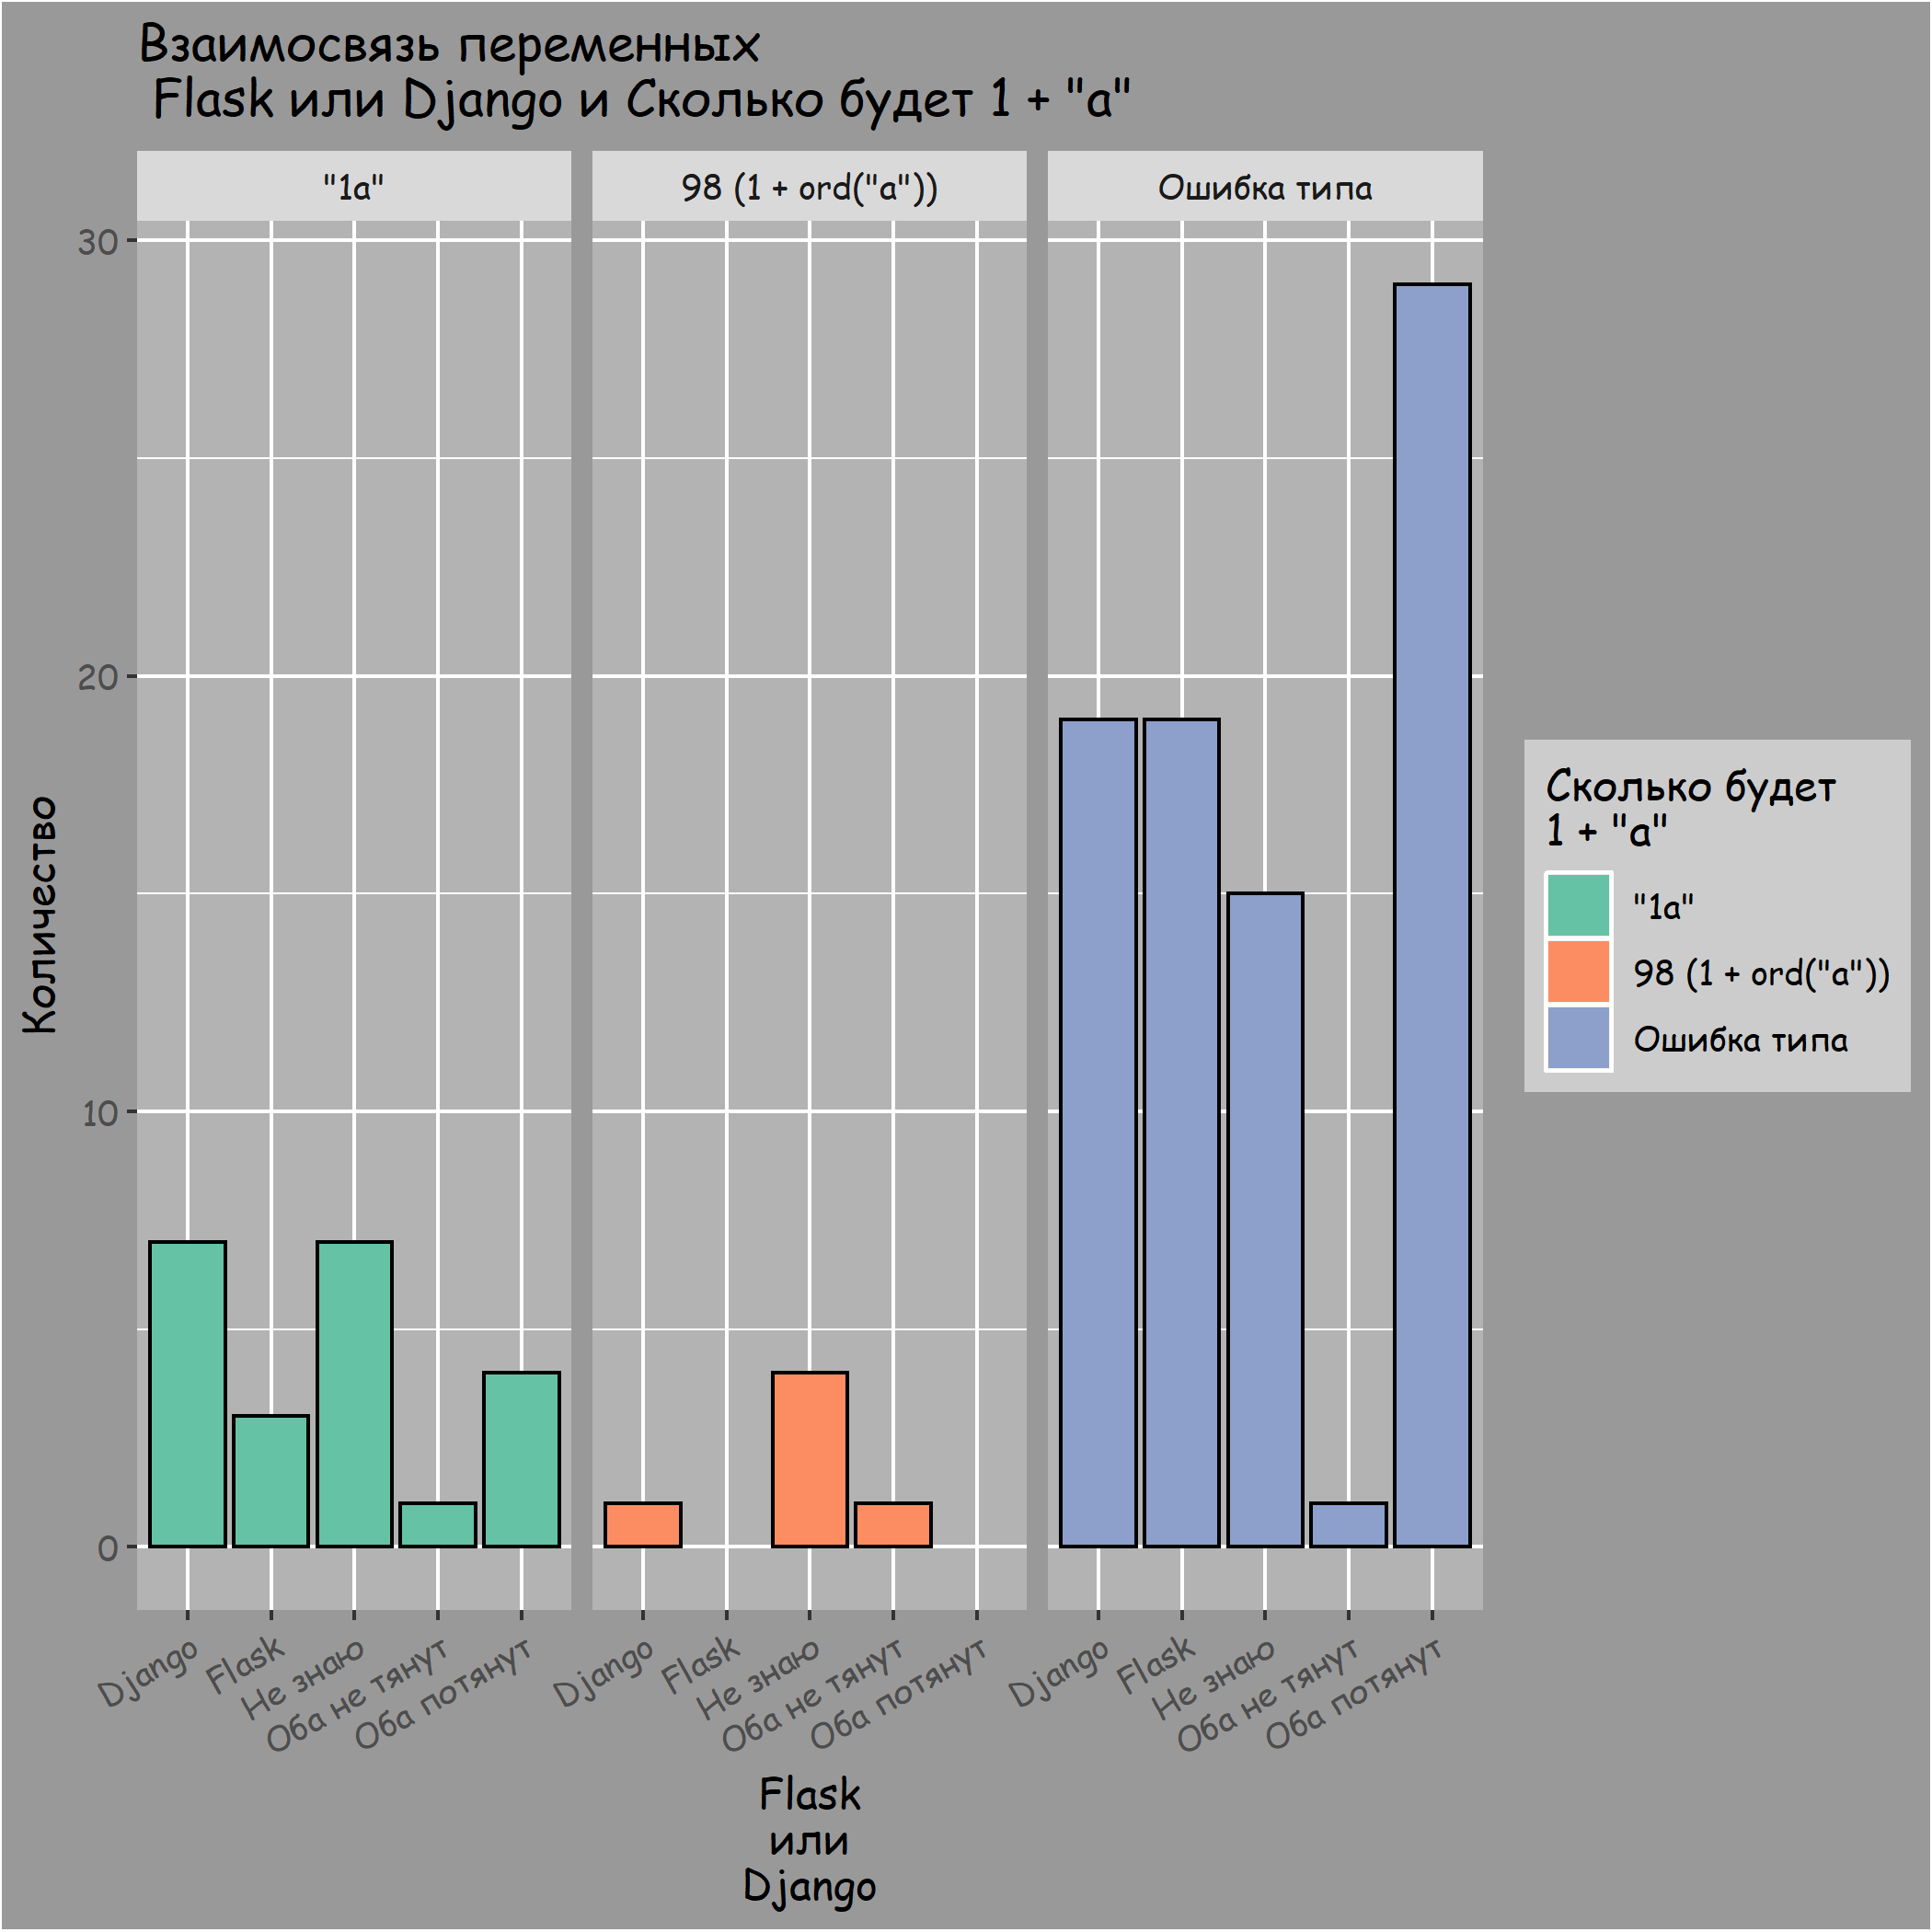 Взаимосвязь переменных
Flask или Django и Сколько будет 1 + "a"
"1a"
98 (1 + ord("a"))
Ошибка типа
30
20
10
0
Количество
Django
Flask
Не знаю
Оба не тянут
Оба потянут
Django
Flask
Не знаю
Оба не тянут
Оба потянут
Django
Flask
Не знаю
Оба не тянут
Оба потянут
Flask
или
Django
Сколько будет
1 + "a"
"1a"
98 (1 + ord("a"))
Ошибка типа